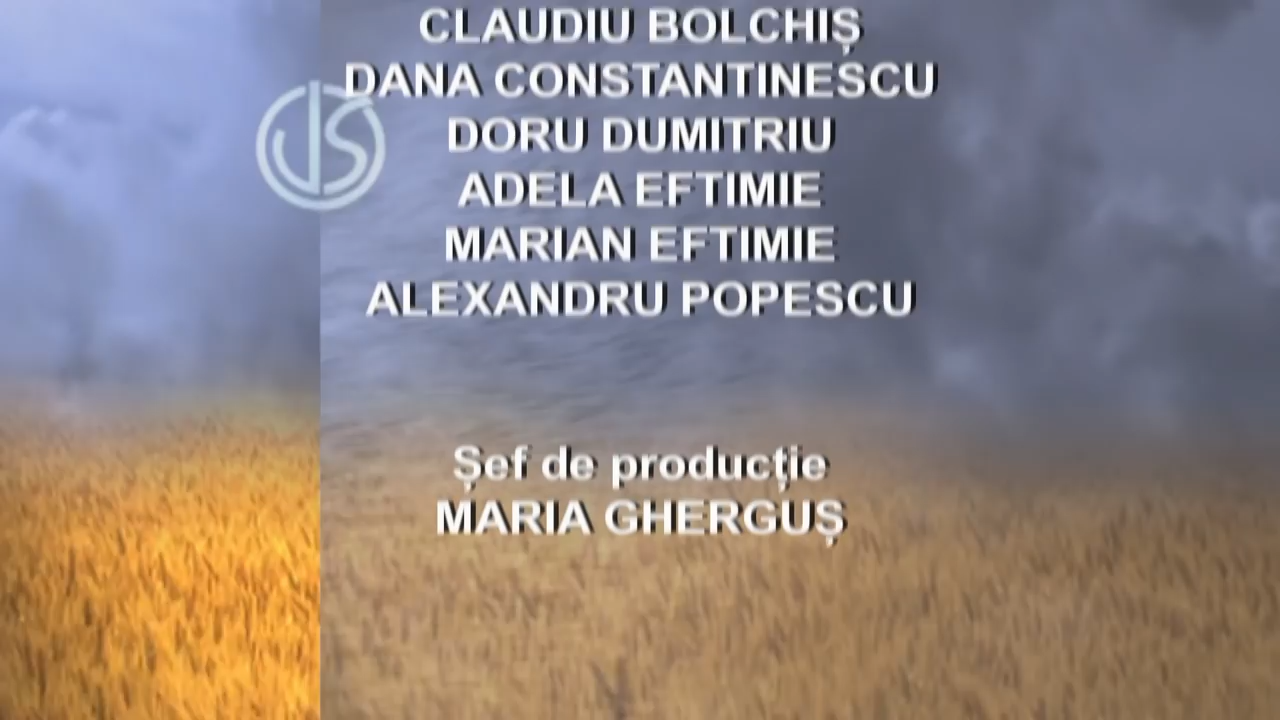 CLAUDIU BOLCHIȘ
DANA CONSTANTINESCU
DORU DUMITRIU
ADELA EFTIMIE
MARIAN EFTIMIE
ALEXANDRU POPESCU
Șef de producție
MARIA GHERGUȘ